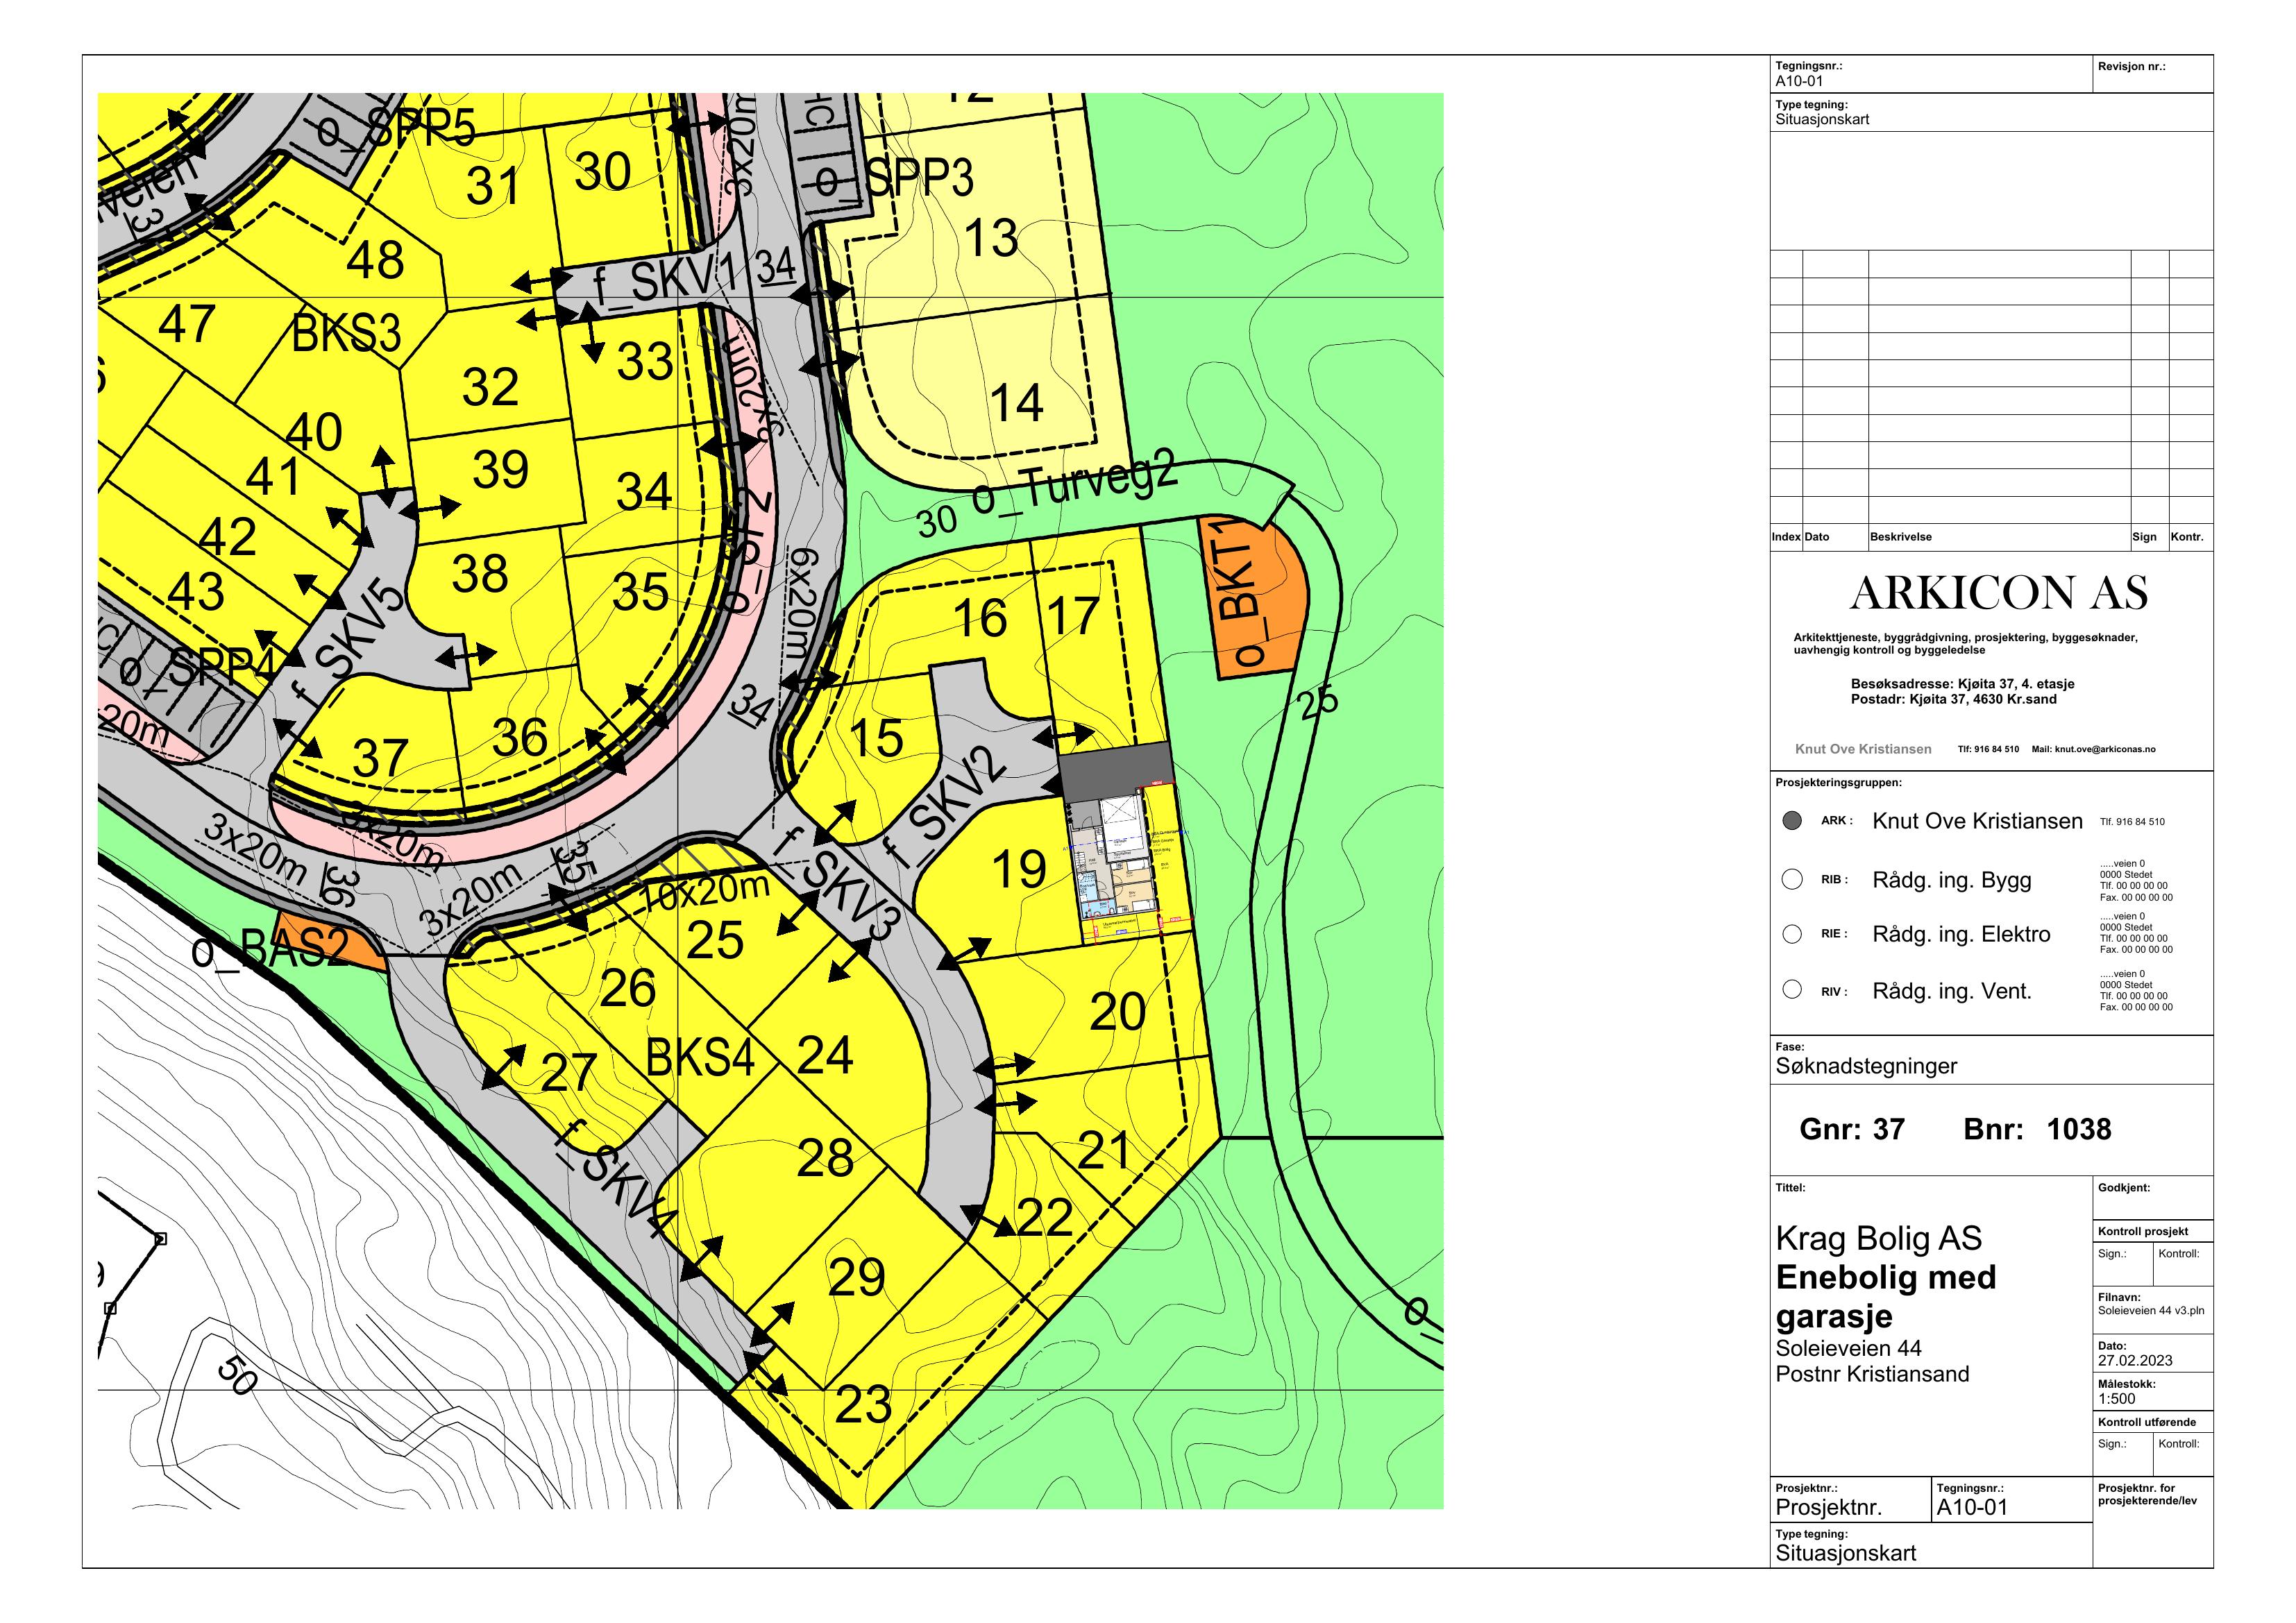 o_SPP5
31
30
3x20m
HC
o_SPP3
12
13
veien
3
48
f_SKV1
34
47
BKS3
33
32
3x20m
14
40
39
41
34
o_SF2
o_Turveg2
30
42
38
43
35
6x20m
16
17
o_BKT1
f_SKV5
o_SPP4
20m
37
36
34
15
25
f_SKV2
3x20m
3x20m
36
3x20m
35
10x20m
f_SKV3
19
o_BAS2
25
26
20
27
BKS4
24
28
21
f_SKV4
22
29
50
23
Tegningsnr.:
A10-01
Revisjon nr.:
Type tegning:
Situasjonskart
Index Dato Beskrivelse Sign Kontr.
ARKICON AS
Arkitekttjeneste, byggrådgivning, prosjektering, byggesøknader,
uavhengig kontroll og byggeledelse
Besøksadresse: Kjøita 37, 4. etasje
Postadr: Kjøita 37, 4630 Kr.sand
Knut Ove Kristiansen Tlf: 916 84 510 Mail: knut.ove@arkiconas.no
Prosjekteringsgruppen:
ARK : Knut Ove Kristiansen Tlf. 916 84 510
RIB : Rådg. ing. Bygg
.....veien 0
0000 Stedet
Tlf. 00 00 00 00
Fax. 00 00 00 00
RIE : Rådg. ing. Elektro
.....veien 0
0000 Stedet
Tlf. 00 00 00 00
Fax. 00 00 00 00
RIV : Rådg. ing. Vent.
.....veien 0
0000 Stedet
Tlf. 00 00 00 00
Fax. 00 00 00 00
Fase:
Søknadstegninger
Gnr: 37 Bnr: 1038
Tittel:
Krag Bolig AS
Enebolig med
garasje
Soleieveien 44
Postnr Kristiansand
Godkjent:
Kontroll prosjekt
Sign.: Kontroll:
Filnavn:
Soleieveien 44 v3.pln
Dato:
27.02.2023
Målestokk:
1:500
Kontroll utførende
Sign.: Kontroll:
Prosjektnr.:
Prosjektnr.
Tegningsnr.:
A10-01
Prosjektnr. for
prosjekterende/lev
Type tegning:
Situasjonskart